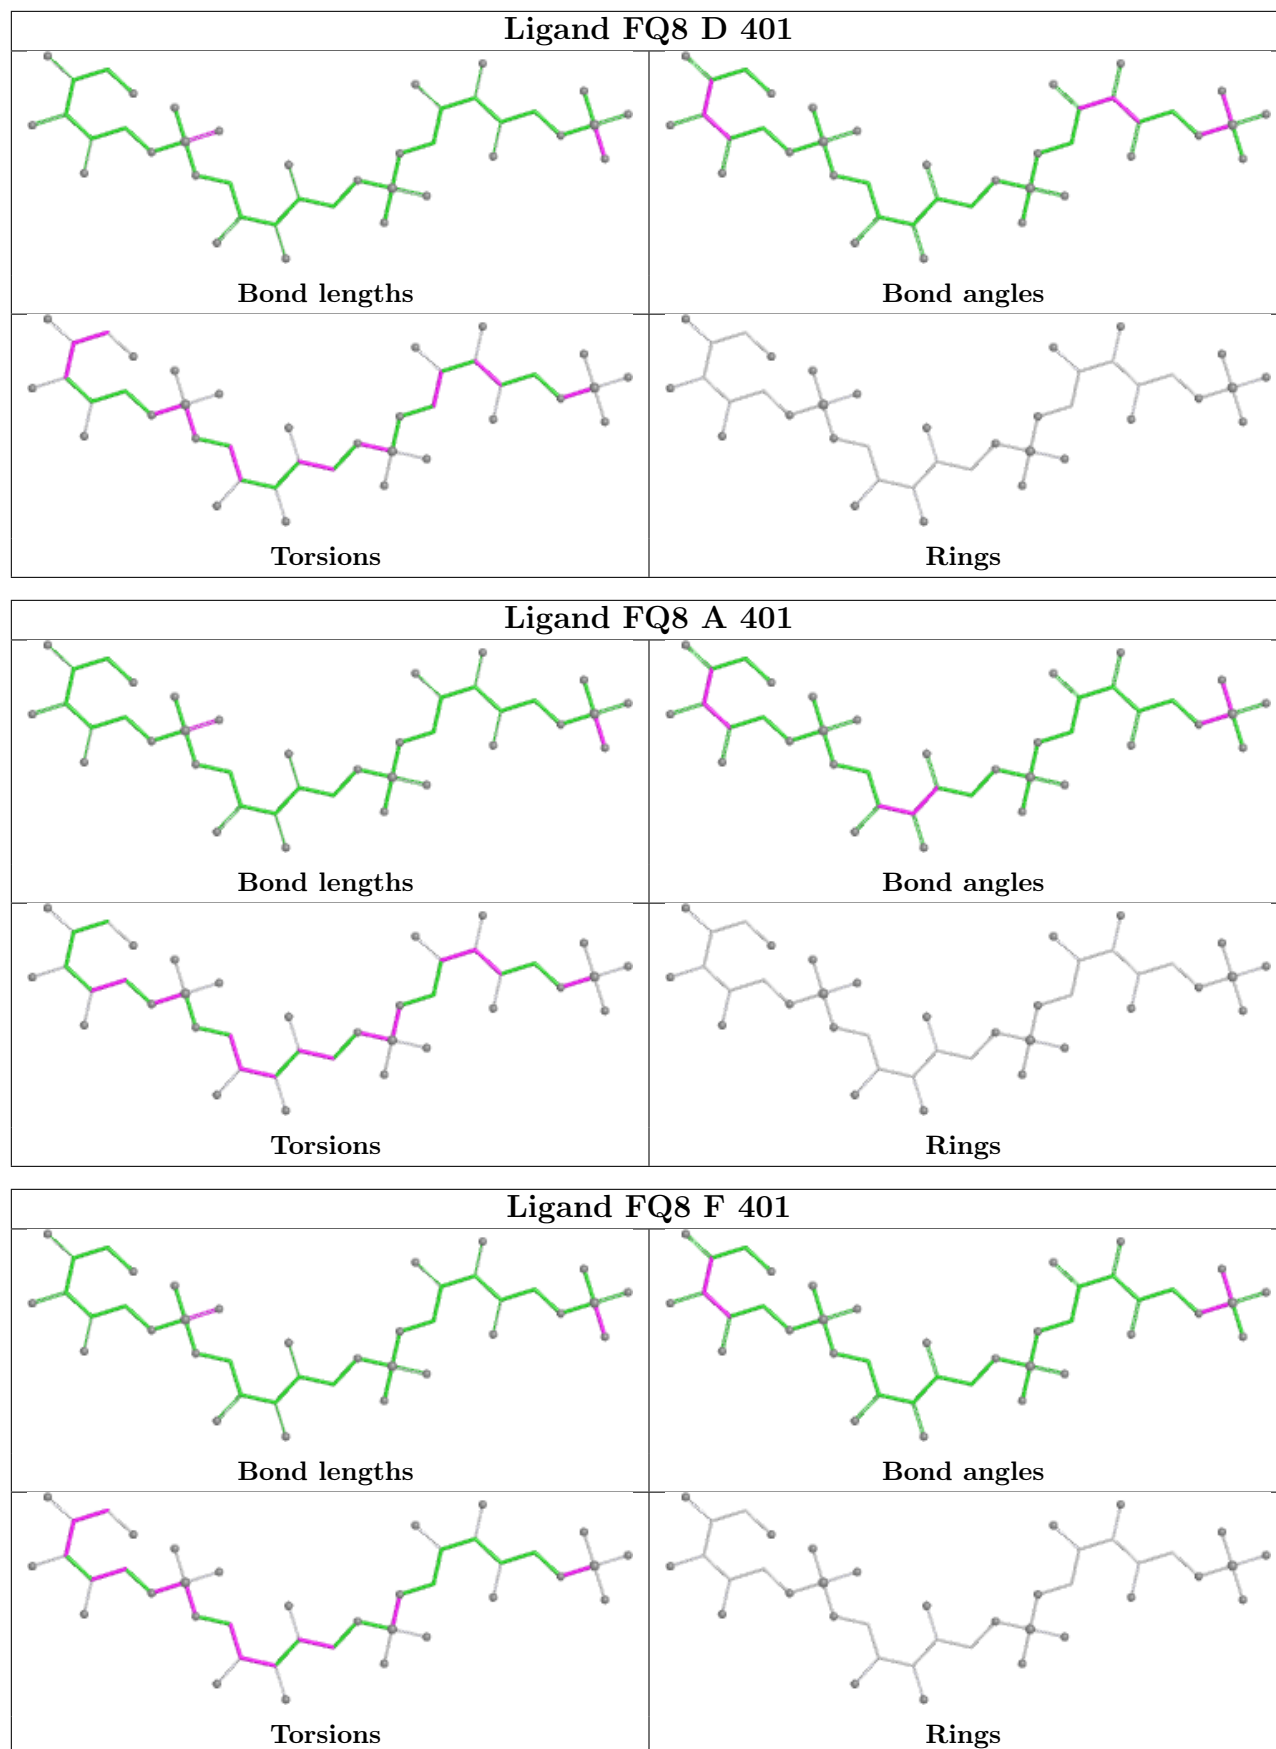 Ligand FQ8 D 401
Bond lengths
Bond angles
Torsions
Rings
Ligand FQ8 A 401
Bond lengths
Bond angles
Torsions
Rings
Ligand FQ8 F 401
Bond lengths
Bond angles
Torsions
Rings